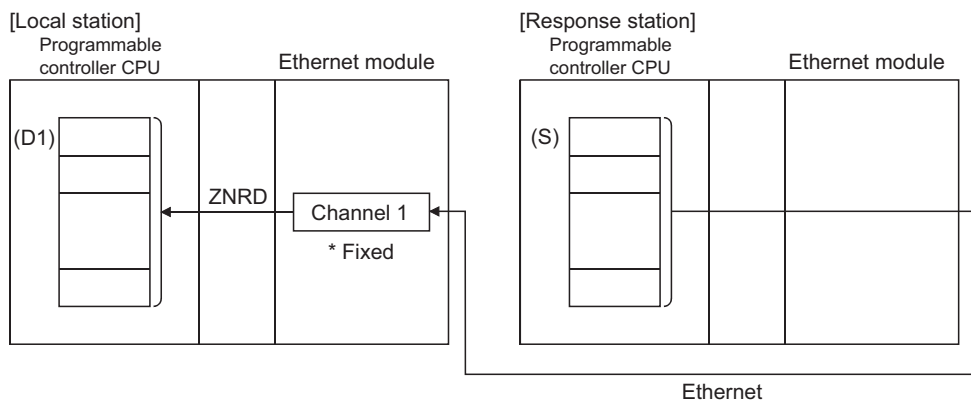 [Local station]
Programmable
controller CPU
Ethernet module
(D1)
ZNRD
Channel 1
* Fixed
[Response station]
Programmable
controller CPU
Ethernet module
(S)
Ethernet